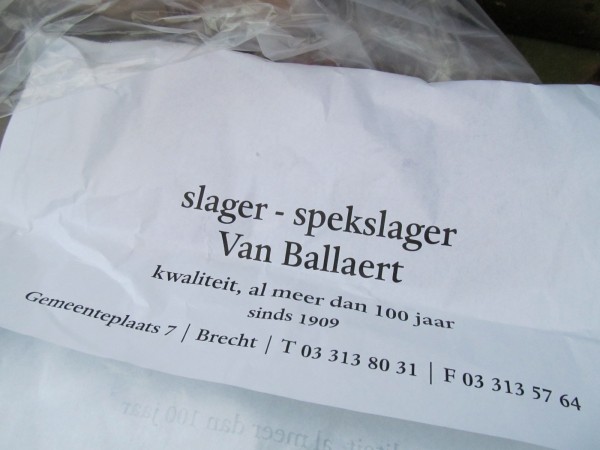 slager - spekslager
Van Ballaert
kwaliteit, al meer dan 100 jaar
sinds 1909
Gemeenteplaats 7 | Brecht | T 03 313 80 31 | F 03 313 57 64